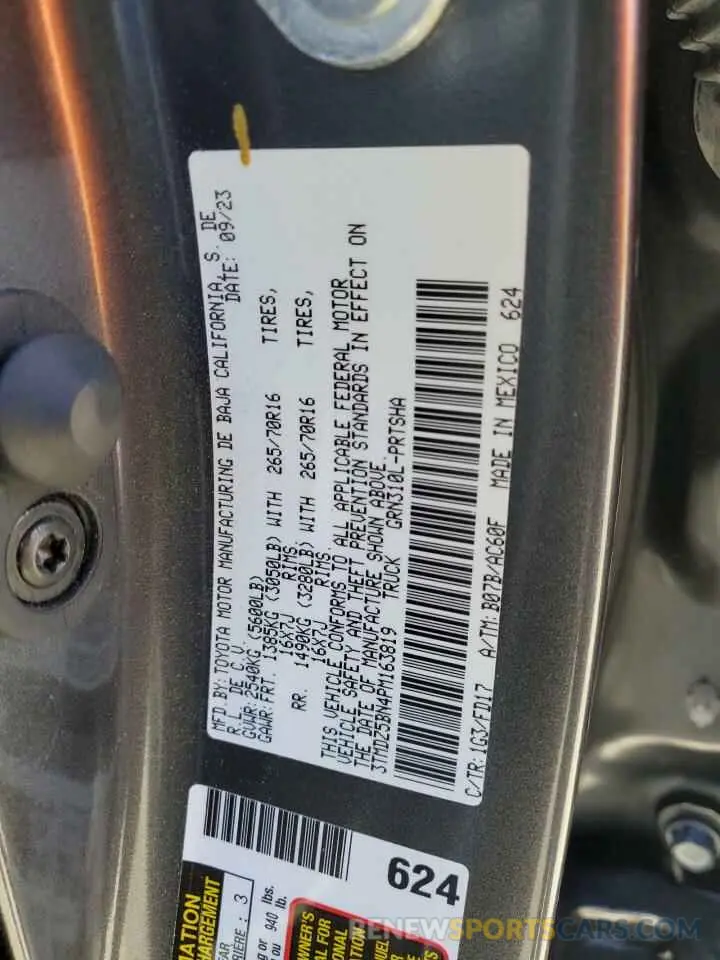 MFD.BY: TOYOTA MOTOR MANUFACTURING DE BAJA CALIFORNIA, S. DE
R.L. DE C.V. DATE: 09/23
GVWR: 2540KG (5600LB)
GAWR: FRT. 1385KG (3050LB) WITH 265/70R16 TIRES,
16X7J RIMS
RR. 1490KG (3280LB) WITH 265/70R16 TIRES,
16X7J RIMS
THIS VEHICLE CONFORMS TO ALL APPLICABLE FEDERAL MOTOR
VEHICLE SAFETY AND THEFT PREVENTION STANDARDS IN EFFECT ON
THE DATE OF MANUFACTURE SHOWN ABOVE.
3TMDZ5BN4PM163819 TRUCK GRN310L-PRTSHA
C/TR: 1G3/FD17 A/TM: B07B/AC60F MADE IN MEXICO 624
624
3
940 lb.
RENEWSPORTSCARS.COM